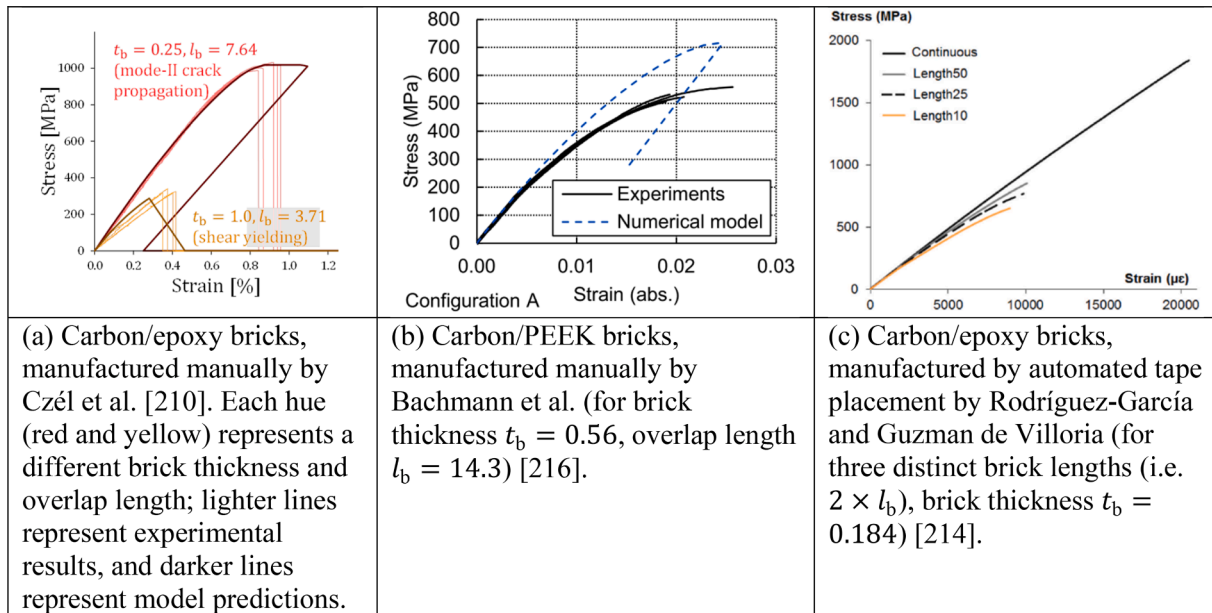 t_b = 0.25, l_b = 7.64
(mode-II crack
propagation)
1000
800
600
400
200
0
Stress [MPa]
t_b = 1.0, l_b = 3.71
(shear yielding)
0.0 0.2 0.4 0.6 0.8 1.0 1.2
Strain [%]
800
700
600
500
400
300
200
100
0
Stress (MPa)
Experiments
Numerical model
0.00 0.01 0.02 0.03
Configuration A
Strain (abs.)
Stress (MPa)
2000
1500
1000
500
0
Continuous
Length50
Length25
Length10
Strain (με)
0 5000 10000 15000 20000
(a) Carbon/epoxy bricks,
manufactured manually by
Czél et al. [210]. Each hue
(red and yellow) represents a
different brick thickness and
overlap length; lighter lines
represent experimental
results, and darker lines
represent model predictions.
(b) Carbon/PEEK bricks,
manufactured manually by
Bachmann et al. (for brick
thickness t_b = 0.56, overlap length
l_b = 14.3) [216].
(c) Carbon/epoxy bricks,
manufactured by automated tape
placement by Rodríguez-García
and Guzman de Villoria (for
three distinct brick lengths (i.e.
2 × l_b), brick thickness t_b =
0.184) [214].